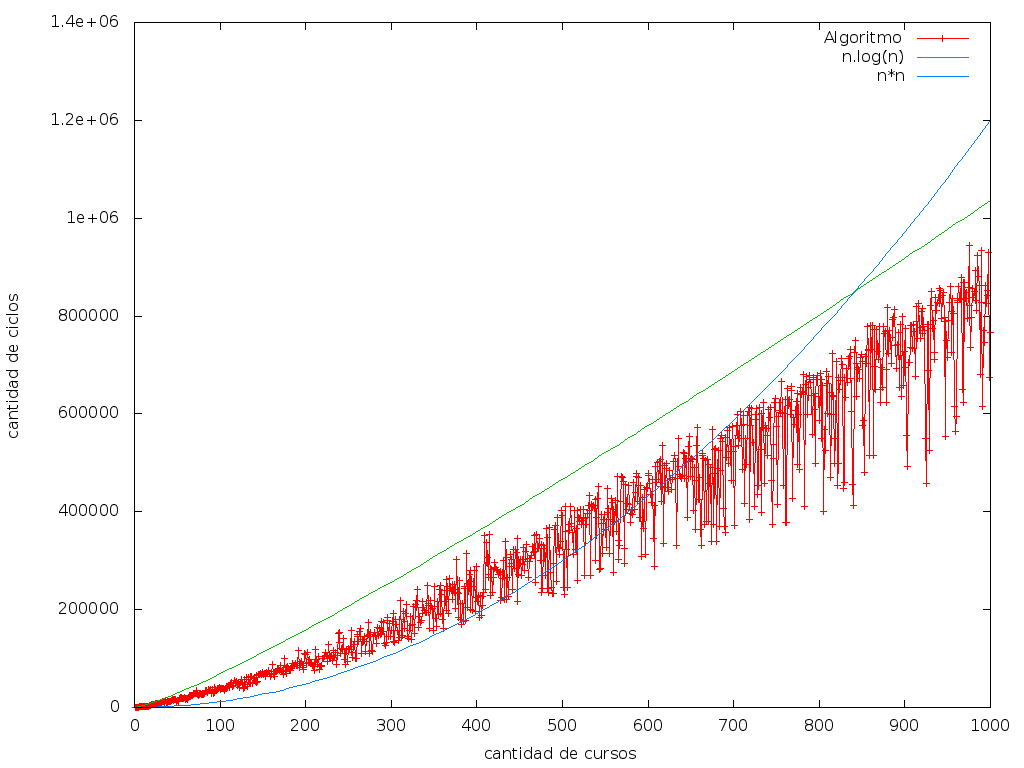 1.4e+06
1.2e+06
1e+06
800000
600000
400000
200000
0
cantidad de ciclos
Algoritmo
n.log(n)
n*n
0 100 200 300 400 500 600 700 800 900 1000
cantidad de cursos